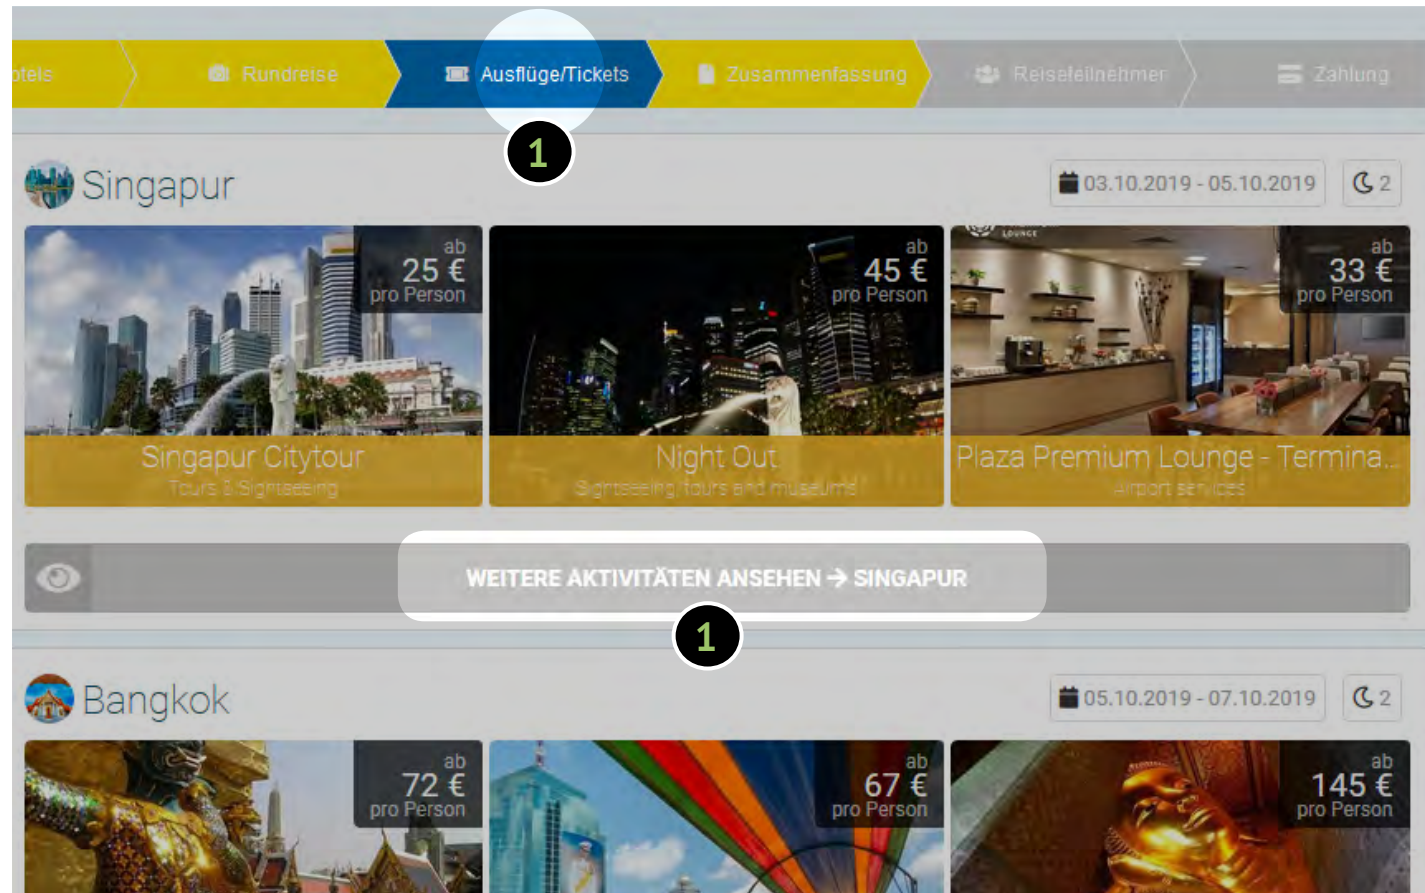 otels
Rundreise
Ausflüge/Tickets
Zusammenfassung
Reiseteilnehmer
Zahlung
1
Singapur
03.10.2019 - 05.10.2019
2
ab
25 €
pro Person
Singapur Citytour
Tours & Sightseeing
ab
45 €
pro Person
Night Out
Sightseeing tours and museums
LOUNGE
ab
33 €
pro Person
Plaza Premium Lounge - Termina...
Airport services
WEITERE AKTIVITÄTEN ANSEHEN → SINGAPUR
1
Bangkok
05.10.2019 - 07.10.2019
2
ab
72 €
pro Person
ab
67 €
pro Person
ab
145 €
pro Person